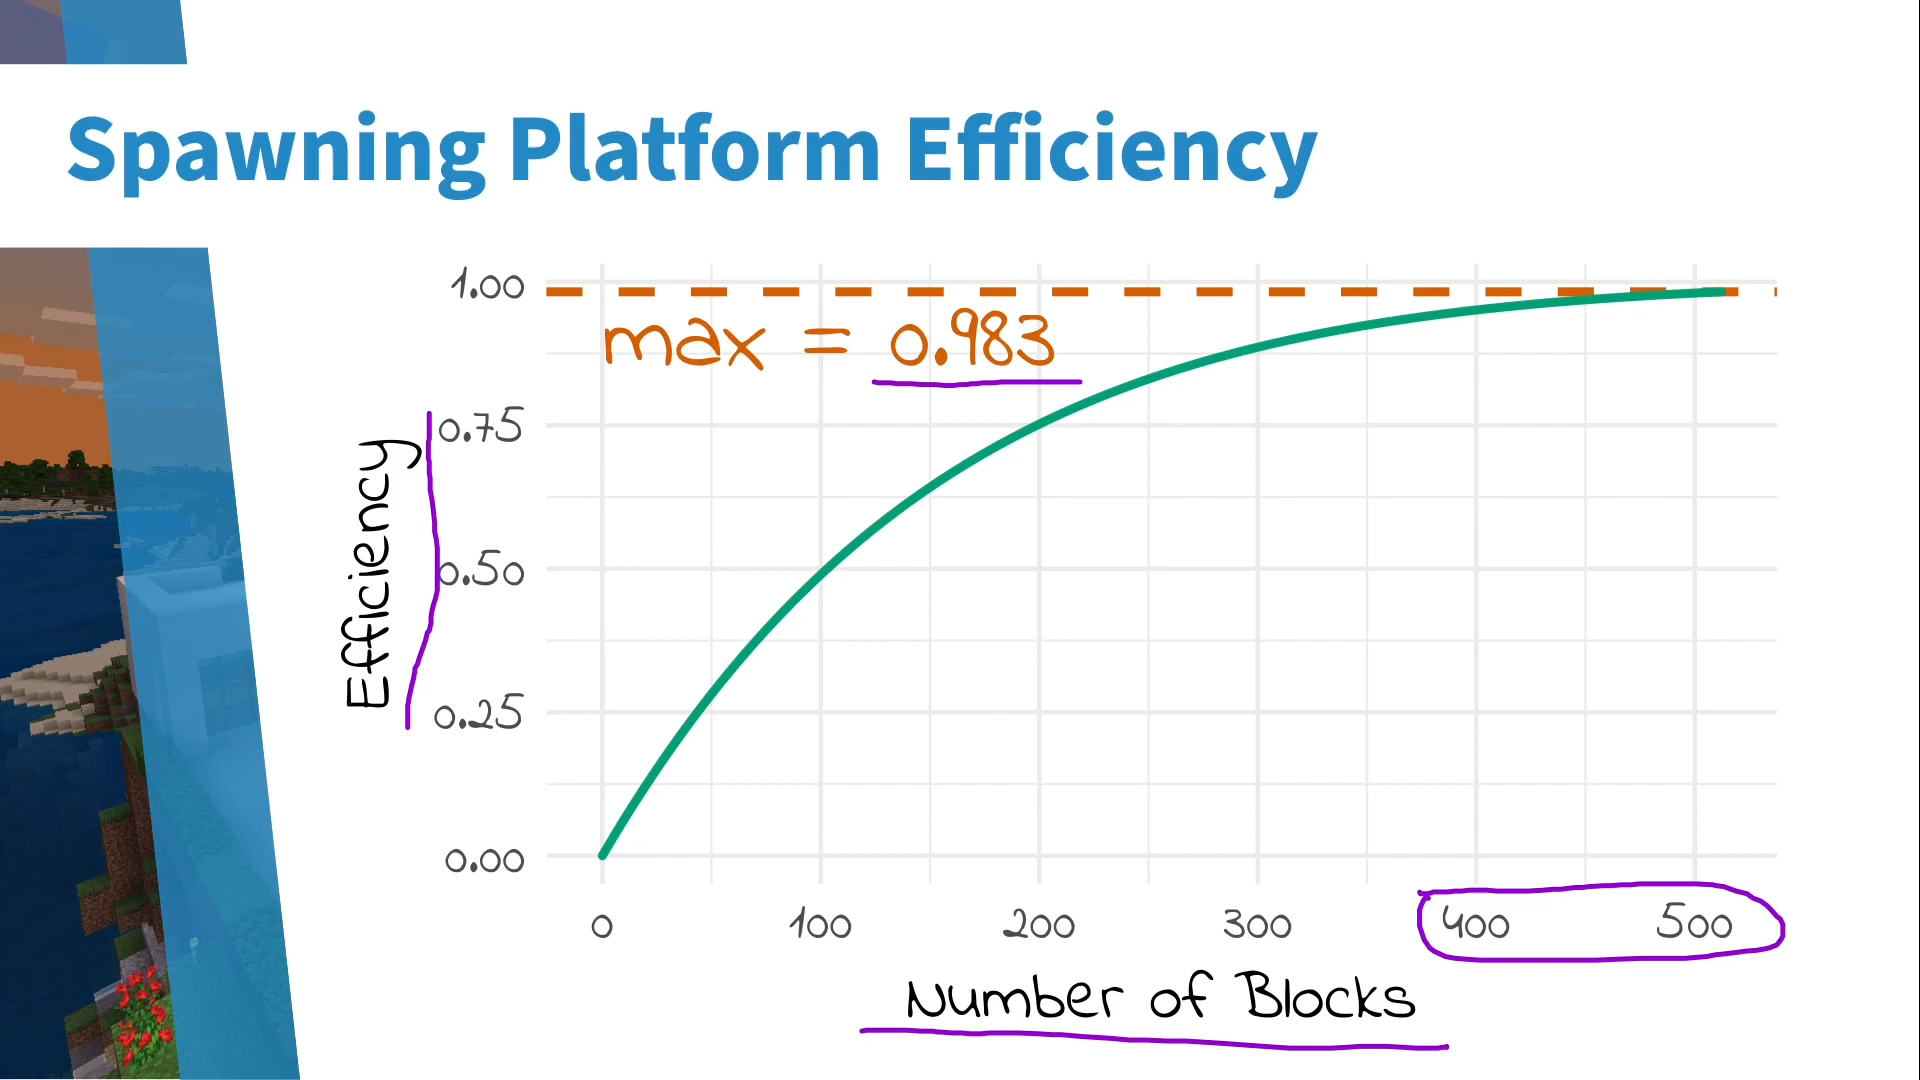 Spawning Platform Efficiency
1.00
max = 0.983
0.75
0.50
0.25
0.00
Efficiency
0 100 200 300 400 500
Number of Blocks